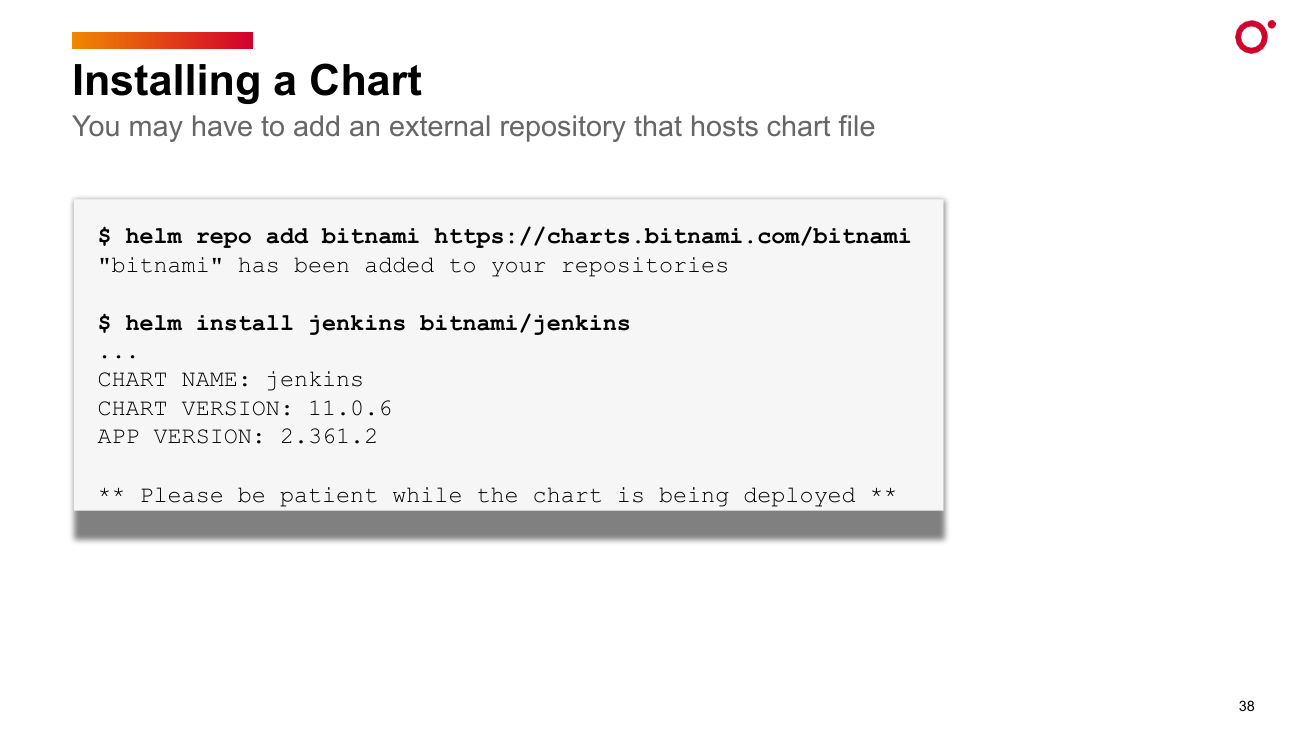 Installing a Chart
You may have to add an external repository that hosts chart file
$ helm repo add bitnami https://charts.bitnami.com/bitnami
"bitnami" has been added to your repositories
$ helm install jenkins bitnami/jenkins
...
CHART NAME: jenkins
CHART VERSION: 11.0.6
APP VERSION: 2.361.2
** Please be patient while the chart is being deployed **
38